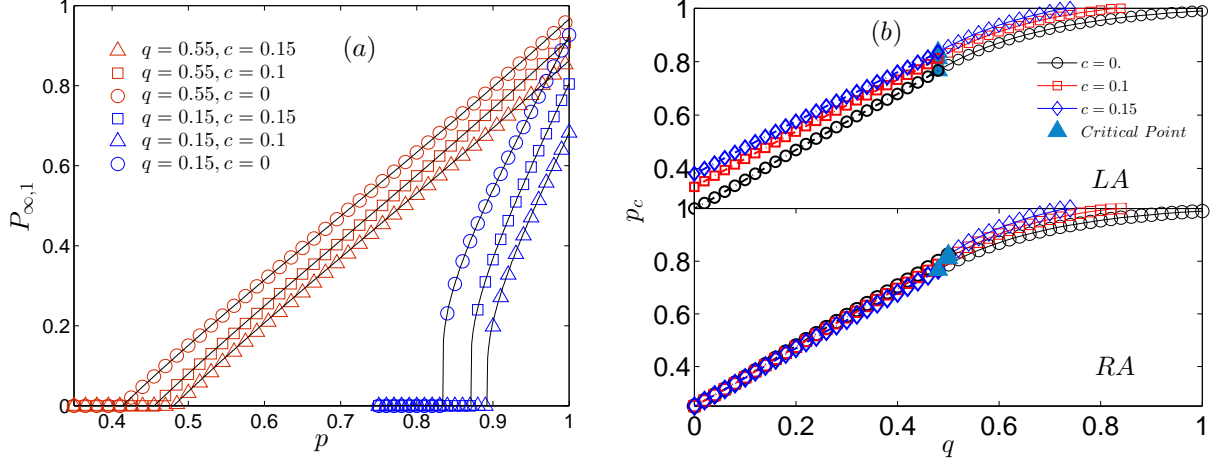 1
0.8
0.6
0.4
0.2
0
P∞,1
(a)
q = 0.55, c = 0.15
q = 0.55, c = 0.1
q = 0.55, c = 0
q = 0.15, c = 0.15
q = 0.15, c = 0.1
q = 0.15, c = 0
0.4 0.5 0.6 0.7 0.8 0.9 1
p
1
0.8
0.6
0.4
1
0.8
0.6
0.4
pc
(b)
c = 0.
c = 0.1
c = 0.15
Critical Point
LA
RA
0 0.2 0.4 0.6 0.8 1
q